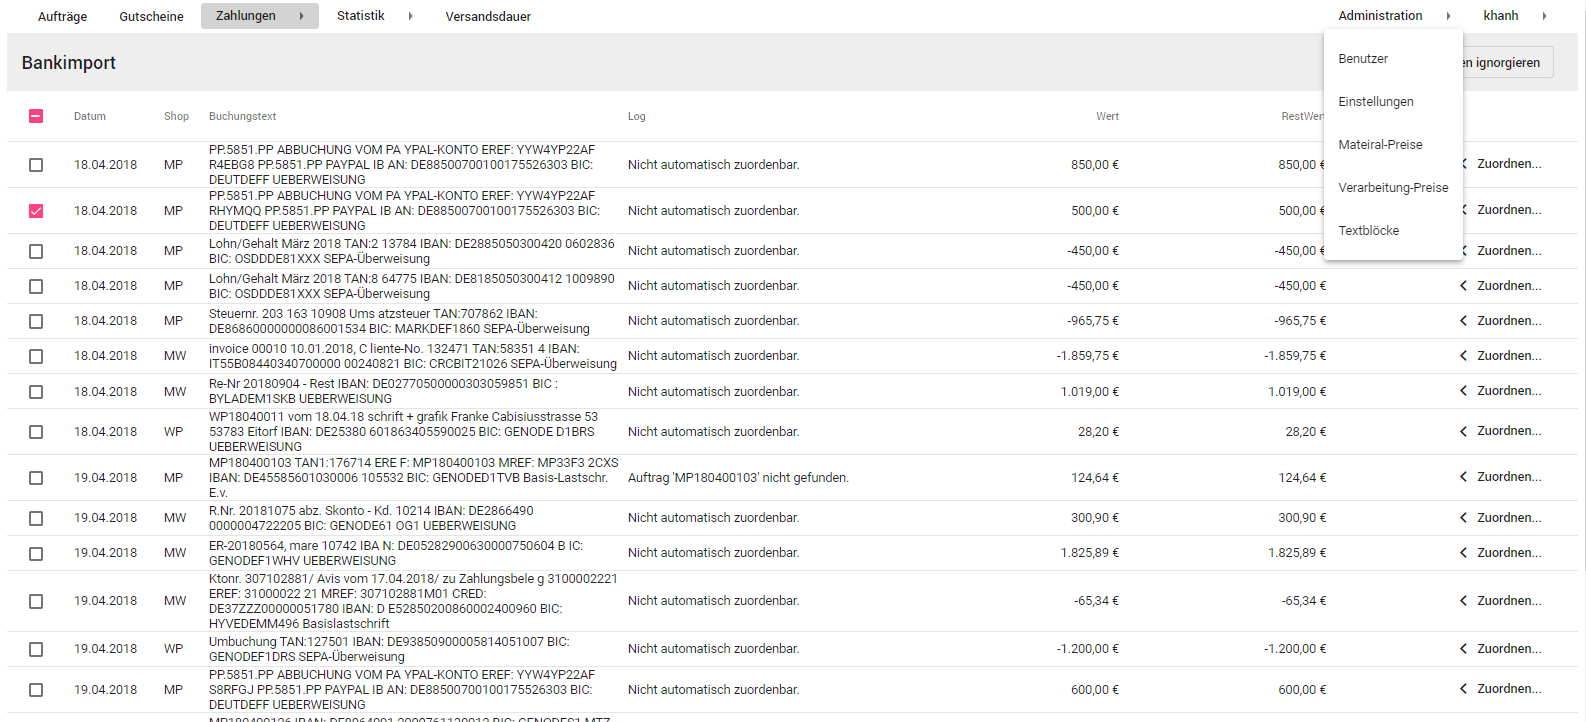 Aufträge Gutscheine Zahlungen Statistik Versandsdauer Administration khanh
Bankimport
en ignorgieren
Benutzer
Einstellungen
Mateiral-Preise
Verarbeitung-Preise
Textblöcke
Datum Shop Buchungstext Log Wert RestWert
PP.5851.PP ABBUCHUNG VOM PA YPAL-KONTO EREF: YYW4YP22AF
18.04.2018 MP R4EBG8 PP.5851.PP PAYPAL IB AN: DE88500700100175526303 BIC: Nicht automatisch zuordenbar. 850,00 € 850,00 € Zuordnen...
DEUTDEFF UEBERWEISUNG
PP.5851.PP ABBUCHUNG VOM PA YPAL-KONTO EREF: YYW4YP22AF
18.04.2018 MP RHYMQQ PP.5851.PP PAYPAL IB AN: DE88500700100175526303 BIC: Nicht automatisch zuordenbar. 500,00 € 500,00 € Zuordnen...
DEUTDEFF UEBERWEISUNG
Lohn/Gehalt März 2018 TAN:2 13784 IBAN: DE2885050300420 0602836
18.04.2018 MP BIC: OSDDDE81XXX SEPA-Überweisung Nicht automatisch zuordenbar. -450,00 € -450,00 € Zuordnen...
Lohn/Gehalt März 2018 TAN:8 64775 IBAN: DE8185050300412 1009890
18.04.2018 MP BIC: OSDDDE81XXX SEPA-Überweisung Nicht automatisch zuordenbar. -450,00 € -450,00 € Zuordnen...
Steuernr. 203 163 10908 Ums atzsteuer TAN:707862 IBAN:
18.04.2018 MP DE86860000000086001534 BIC: MARKDEF1860 SEPA-Überweisung Nicht automatisch zuordenbar. -965,75 € -965,75 € Zuordnen...
invoice 00010 10.01.2018, C liente-No. 132471 TAN:58351 4 IBAN:
18.04.2018 MW IT55B08440340700000 00240821 BIC: CRCBIT21026 SEPA-Überweisung Nicht automatisch zuordenbar. -1.859,75 € -1.859,75 € Zuordnen...
Re-Nr 20180904 - Rest IBAN: DE02770500000303059851 BIC :
18.04.2018 MW BYLADEM1SKB UEBERWEISUNG Nicht automatisch zuordenbar. 1.019,00 € 1.019,00 € Zuordnen...
WP18040011 vom 18.04.18 schrift + grafik Franke Cabisiusstrasse 53
18.04.2018 WP 53783 Eitorf IBAN: DE25380 601863405590025 BIC: GENODE D1BRS Nicht automatisch zuordenbar. 28,20 € 28,20 € Zuordnen...
UEBERWEISUNG
MP180400103 TAN1:176714 ERE F: MP180400103 MREF: MP33F3 2CXS
19.04.2018 MP IBAN: DE45585601030006 105532 BIC: GENODED1TVB Basis-Lastschr. Auftrag 'MP180400103' nicht gefunden. 124,64 € 124,64 € Zuordnen...
E.v.
R.Nr. 20181075 abz. Skonto - Kd. 10214 IBAN: DE2866490
19.04.2018 MW 0000004722205 BIC: GENODE61 OG1 UEBERWEISUNG Nicht automatisch zuordenbar. 300,90 € 300,90 € Zuordnen...
ER-20180564, mare 10742 IBA N: DE05282900630000750604 B IC:
19.04.2018 MW GENODEF1WHV UEBERWEISUNG Nicht automatisch zuordenbar. 1.825,89 € 1.825,89 € Zuordnen...
Ktonr. 307102881/ Avis vom 17.04.2018/ zu Zahlungsbele g 3100002221
EREF: 31000022 21 MREF: 307102881M01 CRED:
19.04.2018 MW DE37ZZZ00000051780 IBAN: D E52850200860002400960 BIC: Nicht automatisch zuordenbar. -65,34 € -65,34 € Zuordnen...
HYVEDEMM496 Basislastschrift
Umbuchung TAN:127501 IBAN: DE93850900005814051007 BIC:
19.04.2018 WP GENODEF1DRS SEPA-Überweisung Nicht automatisch zuordenbar. -1.200,00 € -1.200,00 € Zuordnen...
PP.5851.PP ABBUCHUNG VOM PA YPAL-KONTO EREF: YYW4YP22AF
19.04.2018 MP S8RFGJ PP.5851.PP PAYPAL IB AN: DE88500700100175526303 BIC: Nicht automatisch zuordenbar. 600,00 € 600,00 € Zuordnen...
DEUTDEFF UEBERWEISUNG